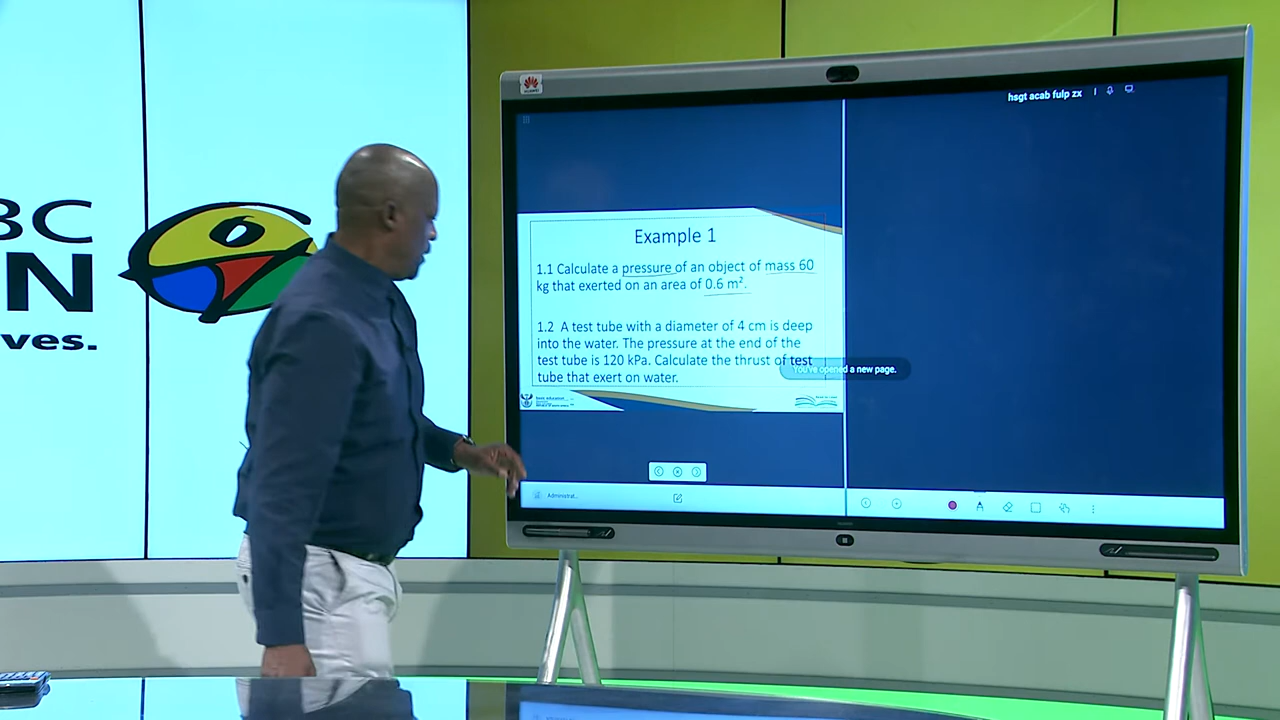 BC
N
ves.
HUAWEI
hsgt acab fulp zx
Example 1
1.1 Calculate a pressure of an object of mass 60
kg that exerted on an area of 0.6 m².
1.2 A test tube with a diameter of 4 cm is deep
into the water. The pressure at the end of the
test tube is 120 kPa. Calculate the thrust of test
tube that exert on water.
You've opened a new page.
Administrat...